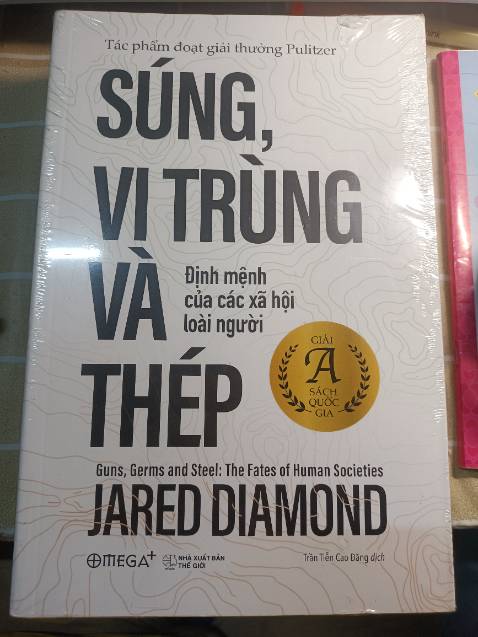 Tác phẩm đoạt giải thưởng Pulitzer
SÚNG,
VI TRÙNG
VÀ
Định mệnh
của các xã hội
loài người
THÉP
GIẢI
A
SÁCH QUỐC
GIA
Guns, Germs and Steel: The Fates of Human Societies
JARED DIAMOND
OMEGA+
NHÀ XUẤT BẢN
THẾ GIỚI
Trần Tiễn Cao Đăng dịch